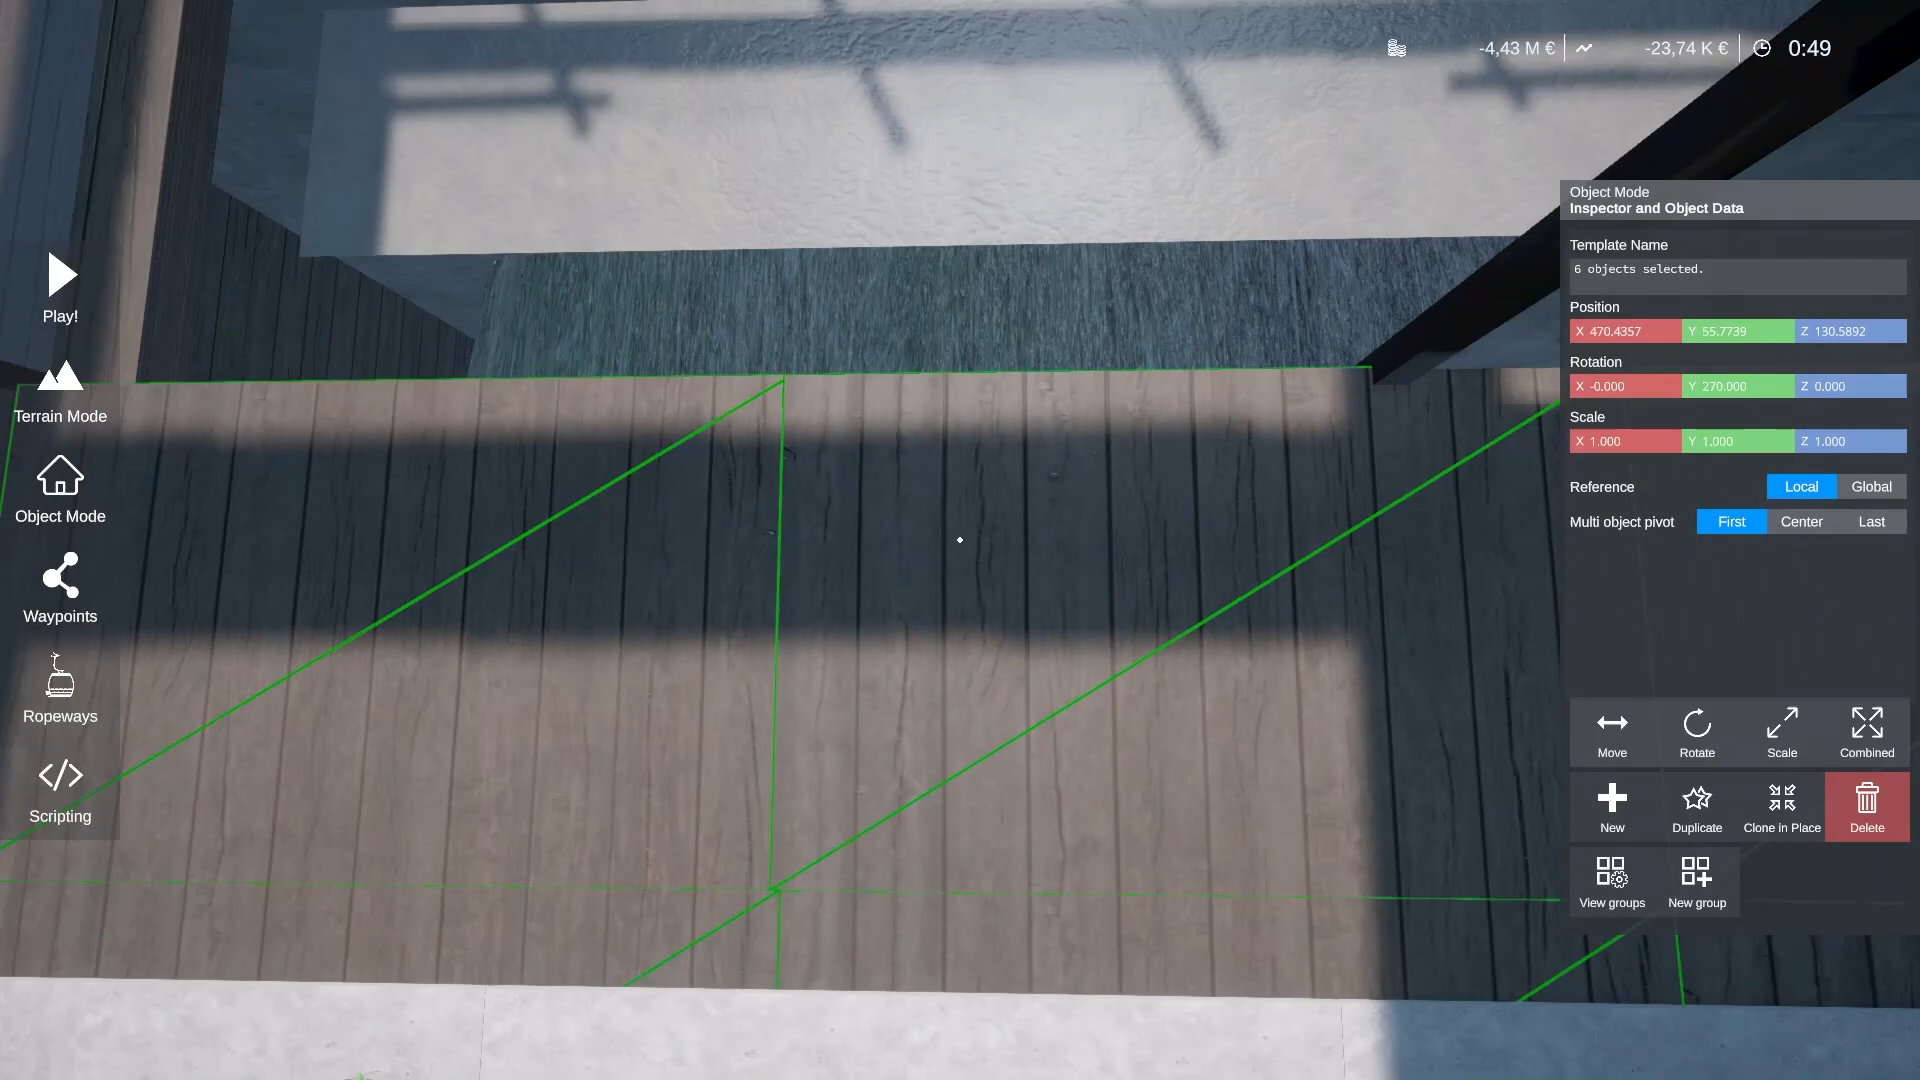 -4,43 M €
-23,74 K €
0:49
Object Mode
Inspector and Object Data
Template Name
6 objects selected.
Position
X 470.4357 Y 55.7739 Z 130.5892
Rotation
X -0.000 Y 270.000 Z 0.000
Scale
X 1.000 Y 1.000 Z 1.000
Reference Local Global
Multi object pivot First Center Last
Move Rotate Scale Combined
New Duplicate Clone in Place Delete
View groups New group
Play!
Terrain Mode
Object Mode
Waypoints
Ropeways
Scripting